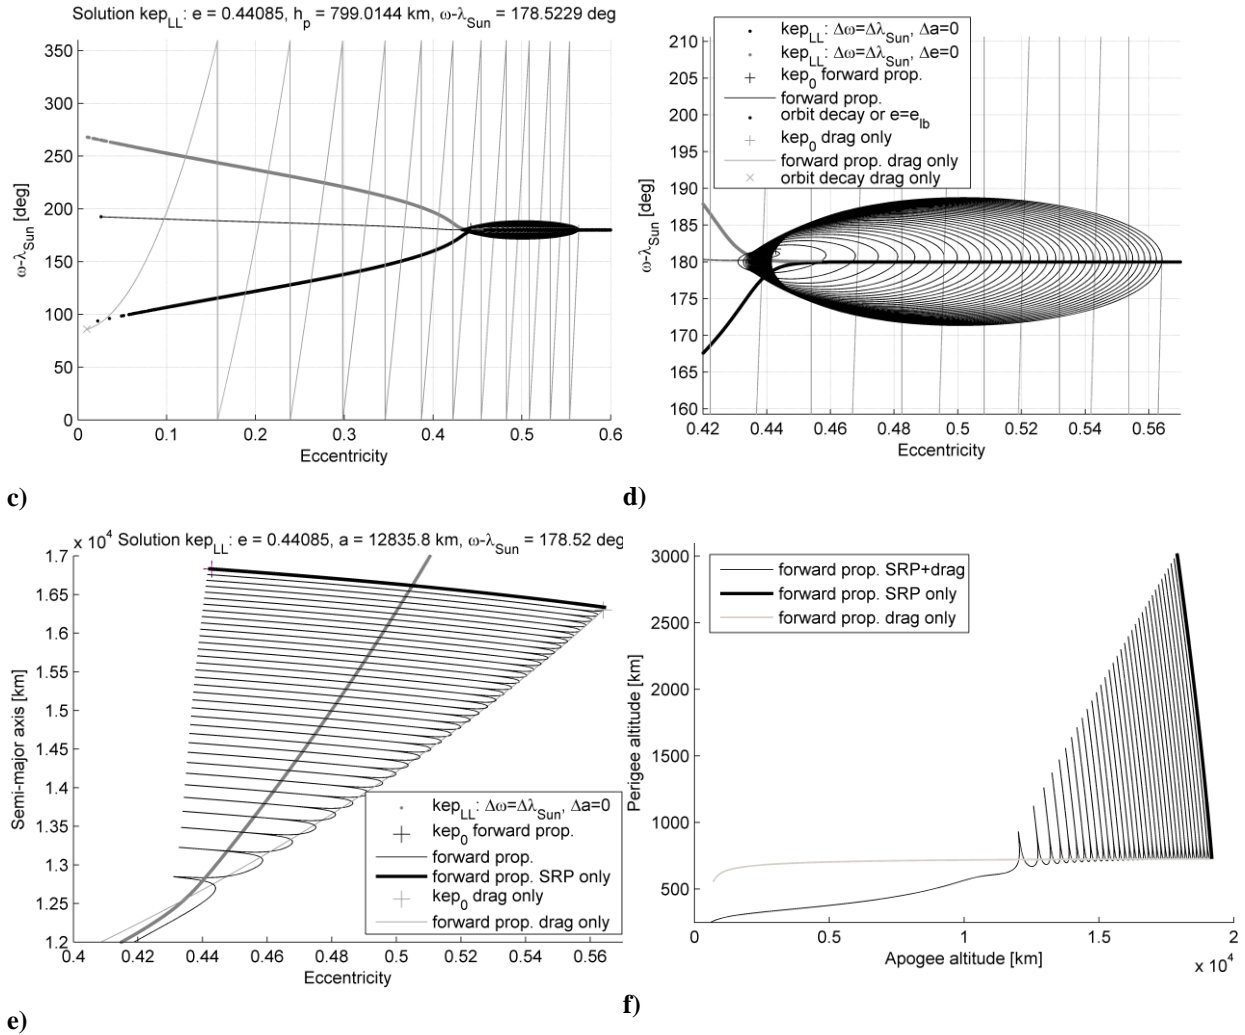 Solution kep_LL: e = 0.44085, h_p = 799.0144 km, ω-λ_Sun = 178.5229 deg
350
300
250
200
150
100
50
0
ω-λ_Sun [deg]
0 0.1 0.2 0.3 0.4 0.5 0.6
Eccentricity
c)
kep_LL: Δω=Δλ_Sun, Δa=0
kep_LL: Δω=Δλ_Sun, Δe=0
kep_0 forward prop.
forward prop.
orbit decay or e=e_lb
kep_0 drag only
forward prop. drag only
orbit decay drag only
210
205
200
195
190
185
180
175
170
165
160
ω-λ_Sun [deg]
0.42 0.44 0.46 0.48 0.5 0.52 0.54 0.56
Eccentricity
d)
x 10^4 Solution kep_LL: e = 0.44085, a = 12835.8 km, ω-λ_Sun = 178.52 deg
1.7
1.65
1.6
1.55
1.5
1.45
1.4
1.35
1.3
1.25
1.2
Semi-major axis [km]
kep_LL: Δω=Δλ_Sun, Δa=0
kep_0 forward prop.
forward prop.
forward prop. SRP only
kep_0 drag only
forward prop. drag only
0.4 0.42 0.44 0.46 0.48 0.5 0.52 0.54 0.56
Eccentricity
e)
forward prop. SRP+drag
forward prop. SRP only
forward prop. drag only
3000
2500
2000
1500
1000
500
Perigee altitude [km]
0 0.5 1 1.5 2
Apogee altitude [km]
x 10^4
f)